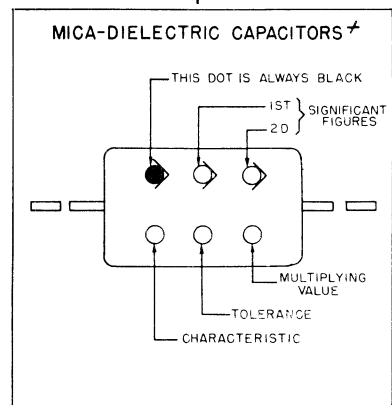 MICA-DIELECTRIC CAPACITORS+
THIS DOT IS ALWAYS BLACK
1ST
2D
SIGNIFICANT
FIGURES
MULTIPLYING
VALUE
TOLERANCE
CHARACTERISTIC